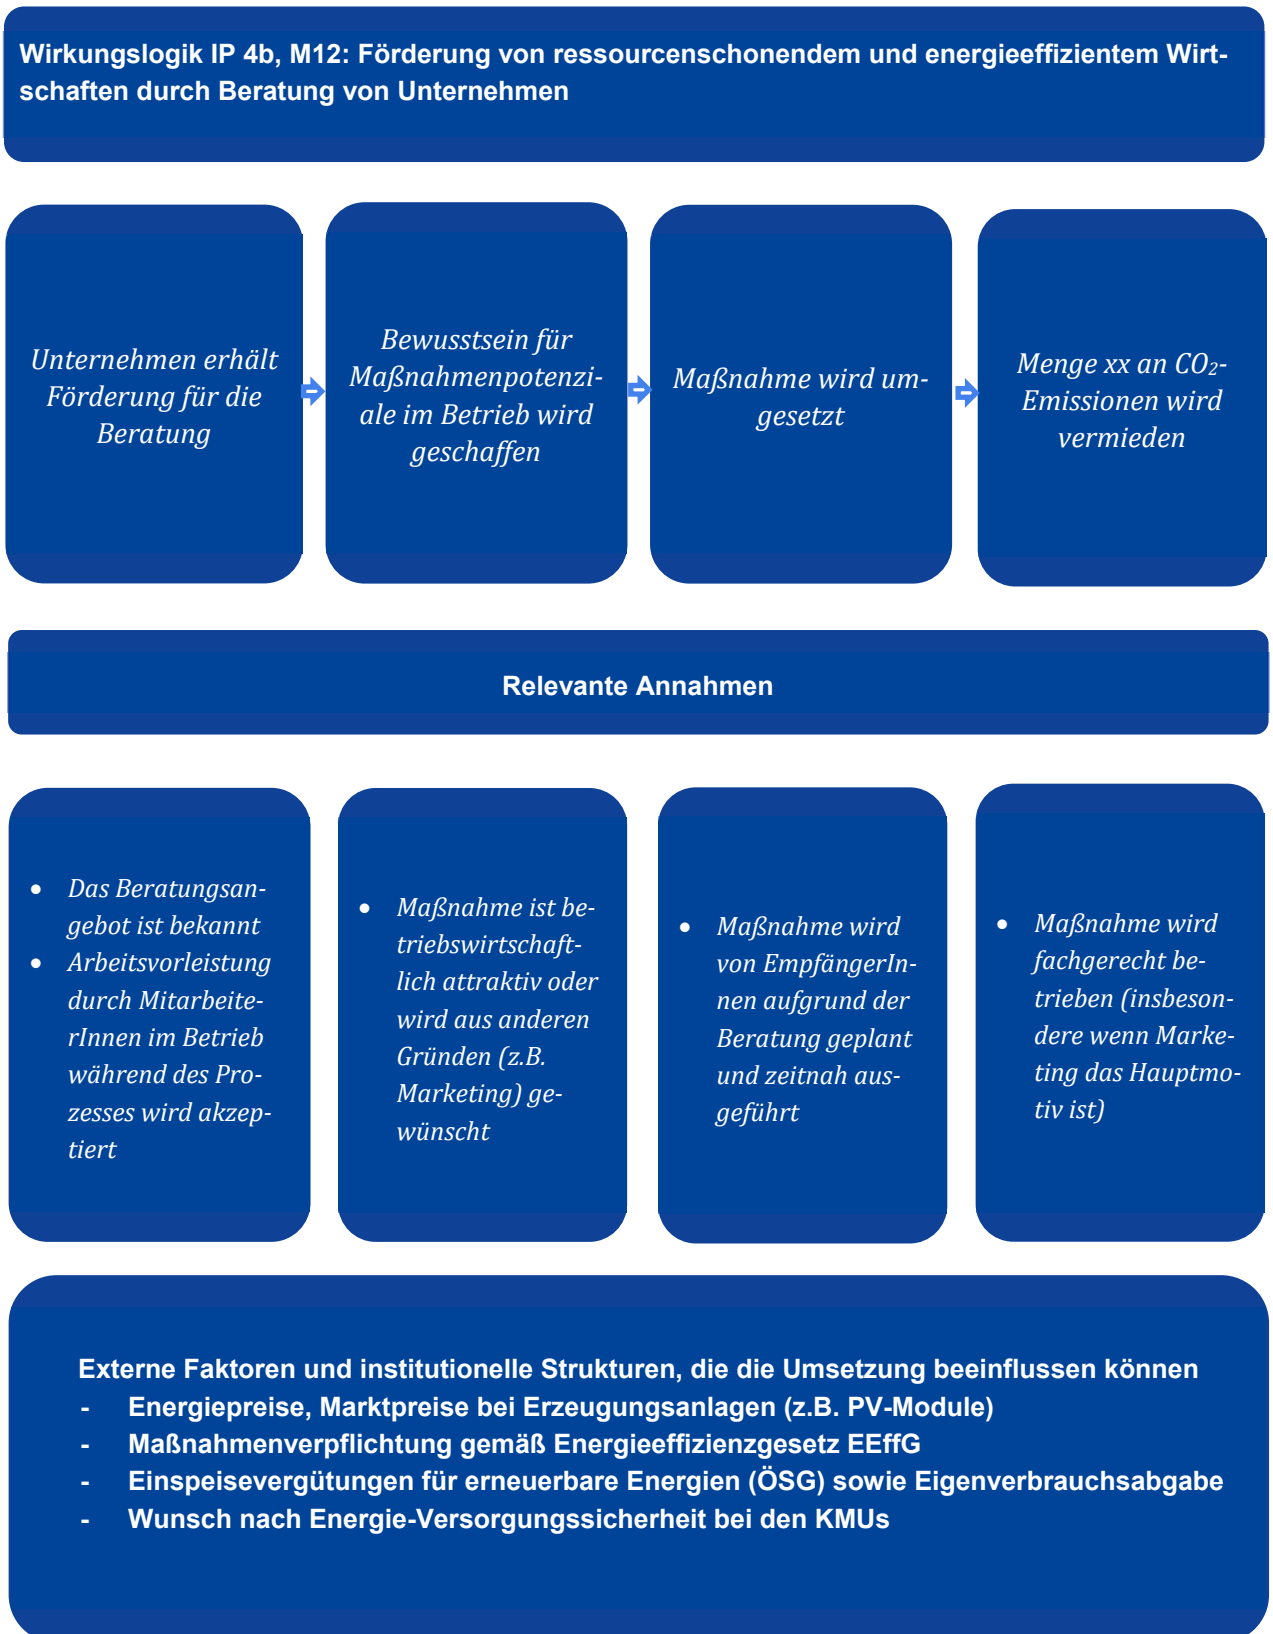 Wirkungslogik IP 4b, M12: Förderung von ressourcenschonendem und energieeffizientem Wirt-
schaften durch Beratung von Unternehmen
Unternehmen erhält
Förderung für die
Beratung
Bewusstsein für
Maßnahmenpotenzi-
ale im Betrieb wird
geschaffen
Maßnahme wird um-
gesetzt
Menge xx an CO₂-
Emissionen wird
vermieden
Relevante Annahmen
• Das Beratungsan-
gebot ist bekannt
• Arbeitsvorleistung
durch Mitarbeite-
rInnen im Betrieb
während des Pro-
zesses wird akzep-
tiert
• Maßnahme ist be-
triebswirtschaft-
lich attraktiv oder
wird aus anderen
Gründen (z.B.
Marketing) ge-
wünscht
• Maßnahme wird
von EmpfängerIn-
nen aufgrund der
Beratung geplant
und zeitnah aus-
geführt
• Maßnahme wird
fachgerecht be-
trieben (insbeson-
dere wenn Marke-
ting das Hauptmo-
tiv ist)
Externe Faktoren und institutionelle Strukturen, die die Umsetzung beeinflussen können
- Energiepreise, Marktpreise bei Erzeugungsanlagen (z.B. PV-Module)
- Maßnahmenverpflichtung gemäß Energieeffizienzgesetz EEffG
- Einspeisevergütungen für erneuerbare Energien (ÖSG) sowie Eigenverbrauchsabgabe
- Wunsch nach Energie-Versorgungssicherheit bei den KMUs